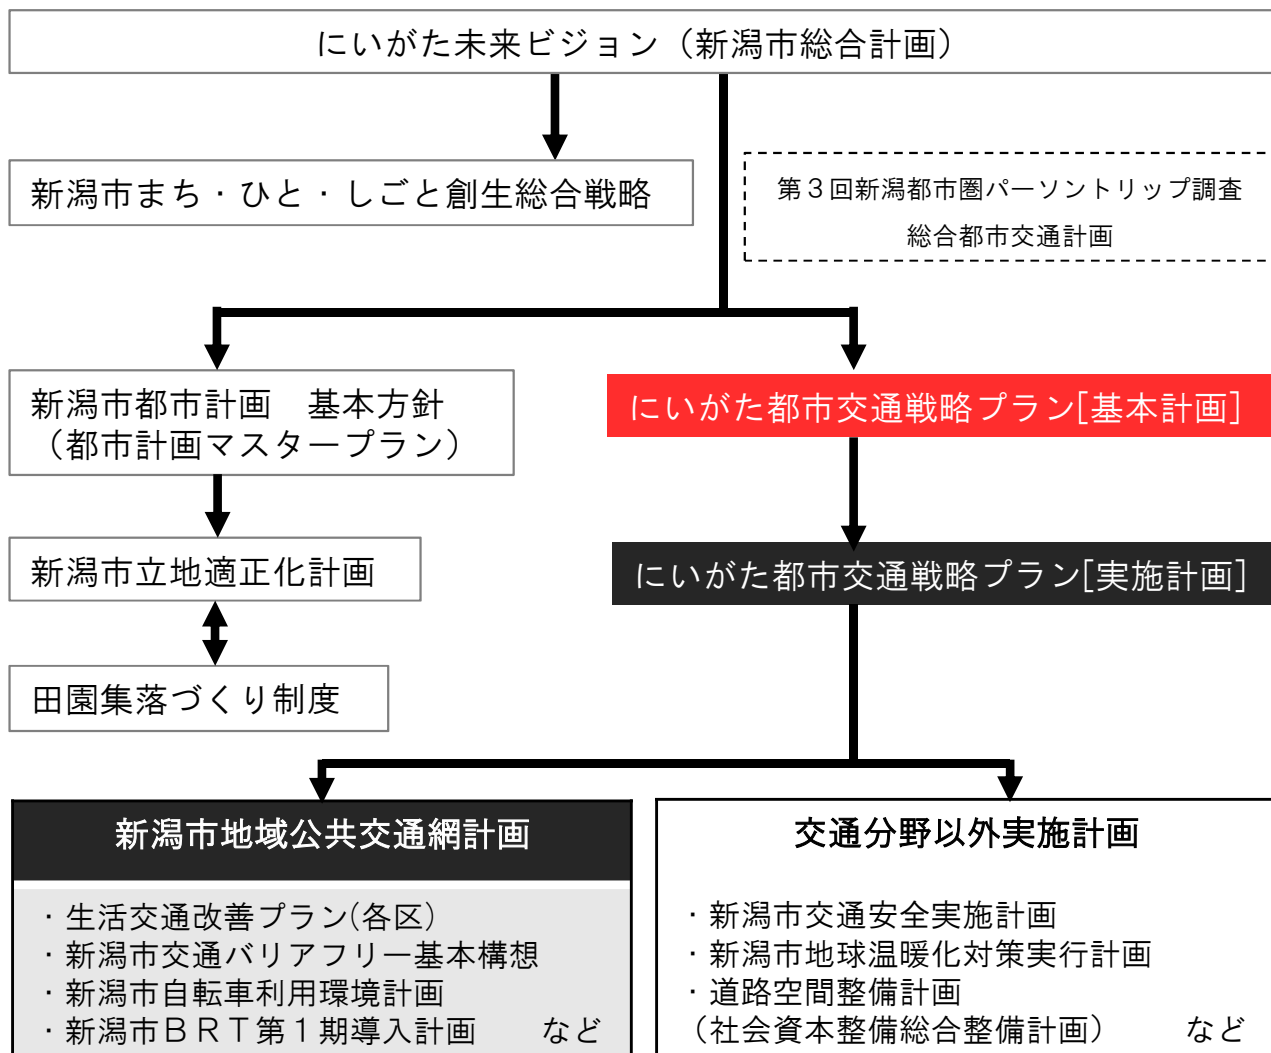 にいがた未来ビジョン（新潟市総合計画）
新潟市まち・ひと・しごと創生総合戦略
第３回新潟都市圏パーソントリップ調査
総合都市交通計画
新潟市都市計画　基本方針
（都市計画マスタープラン）
にいがた都市交通戦略プラン[基本計画]
新潟市立地適正化計画
にいがた都市交通戦略プラン[実施計画]
田園集落づくり制度
新潟市地域公共交通網計画
・生活交通改善プラン(各区)
・新潟市交通バリアフリー基本構想
・新潟市自転車利用環境計画
・新潟市ＢＲＴ第１期導入計画　　など
交通分野以外実施計画
・新潟市交通安全実施計画
・新潟市地球温暖化対策実行計画
・道路空間整備計画
（社会資本整備総合整備計画）　　など